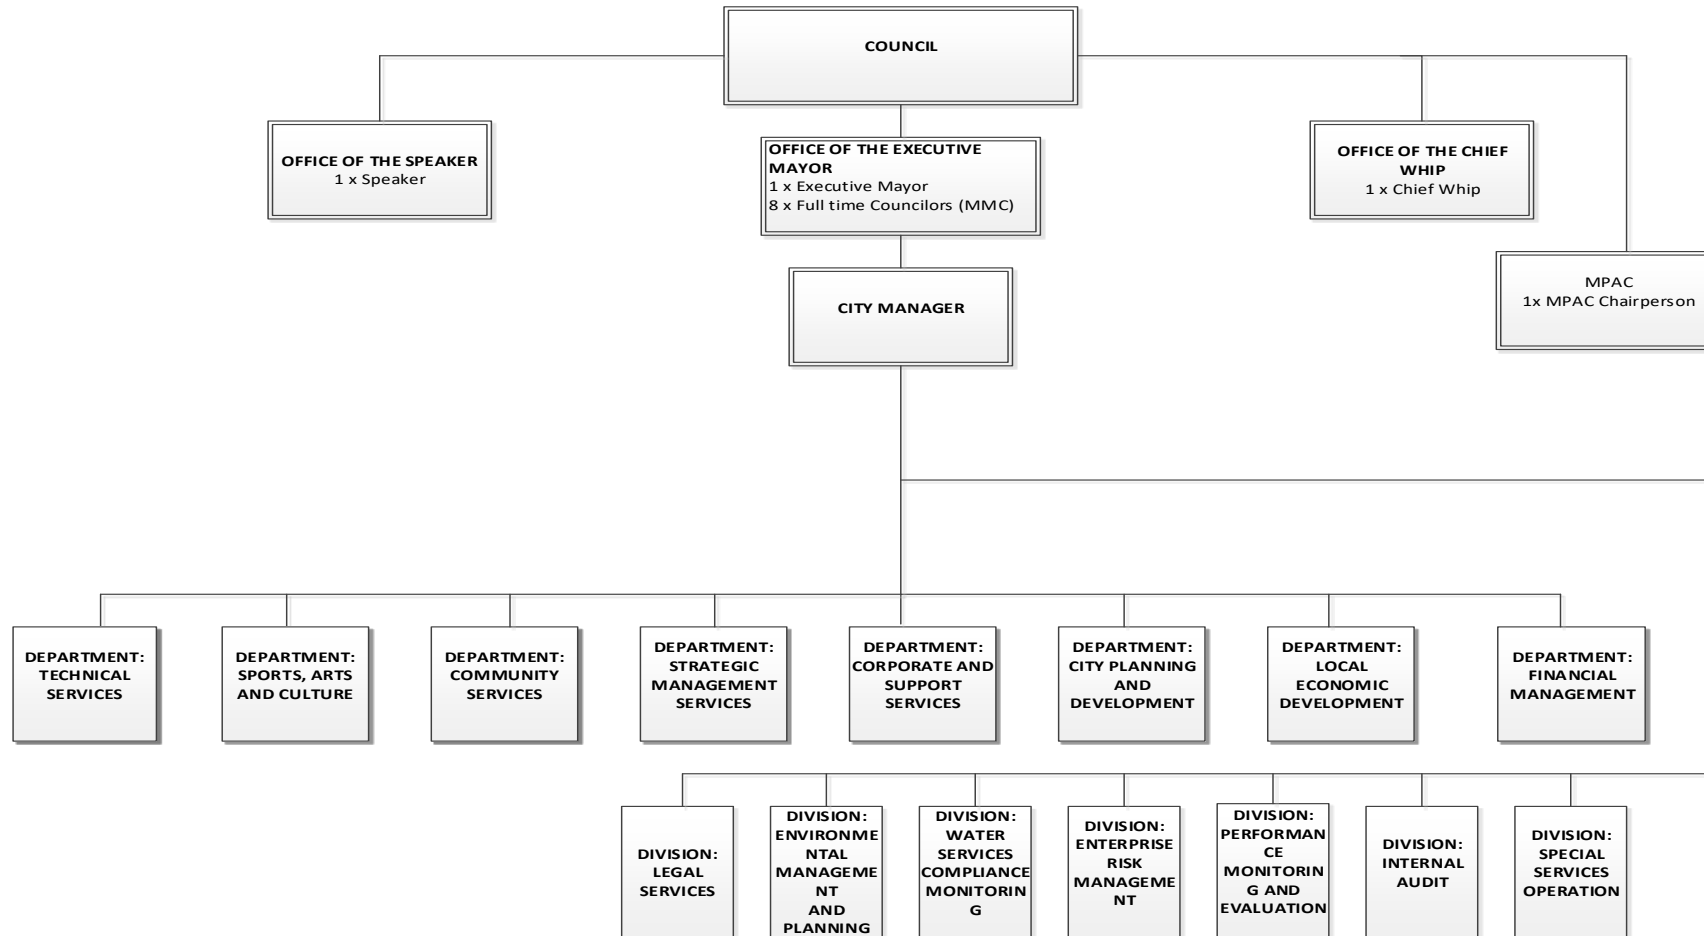 COUNCIL
OFFICE OF THE SPEAKER
1 x Speaker
OFFICE OF THE EXECUTIVE
MAYOR
1 x Executive Mayor
8 x Full time Councilors (MMC)
OFFICE OF THE CHIEF
WHIP
1 x Chief Whip
CITY MANAGER
MPAC
1x MPAC Chairperson
DEPARTMENT:
TECHNICAL
SERVICES
DEPARTMENT:
SPORTS, ARTS
AND CULTURE
DEPARTMENT:
COMMUNITY
SERVICES
DEPARTMENT:
STRATEGIC
MANAGEMENT
SERVICES
DEPARTMENT:
CORPORATE AND
SUPPORT
SERVICES
DEPARTMENT:
CITY PLANNING
AND
DEVELOPMENT
DEPARTMENT:
LOCAL
ECONOMIC
DEVELOPMENT
DEPARTMENT:
FINANCIAL
MANAGEMENT
DIVISION:
LEGAL
SERVICES
DIVISION:
ENVIRONME
NTAL
MANAGEME
NT
AND
PLANNING
DIVISION:
WATER
SERVICES
COMPLIANCE
MONITORIN
G
DIVISION:
ENTERPRISE
RISK
MANAGEME
NT
DIVISION:
PERFORMAN
CE
MONITORIN
G AND
EVALUATION
DIVISION:
INTERNAL
AUDIT
DIVISION:
SPECIAL
SERVICES
OPERATION